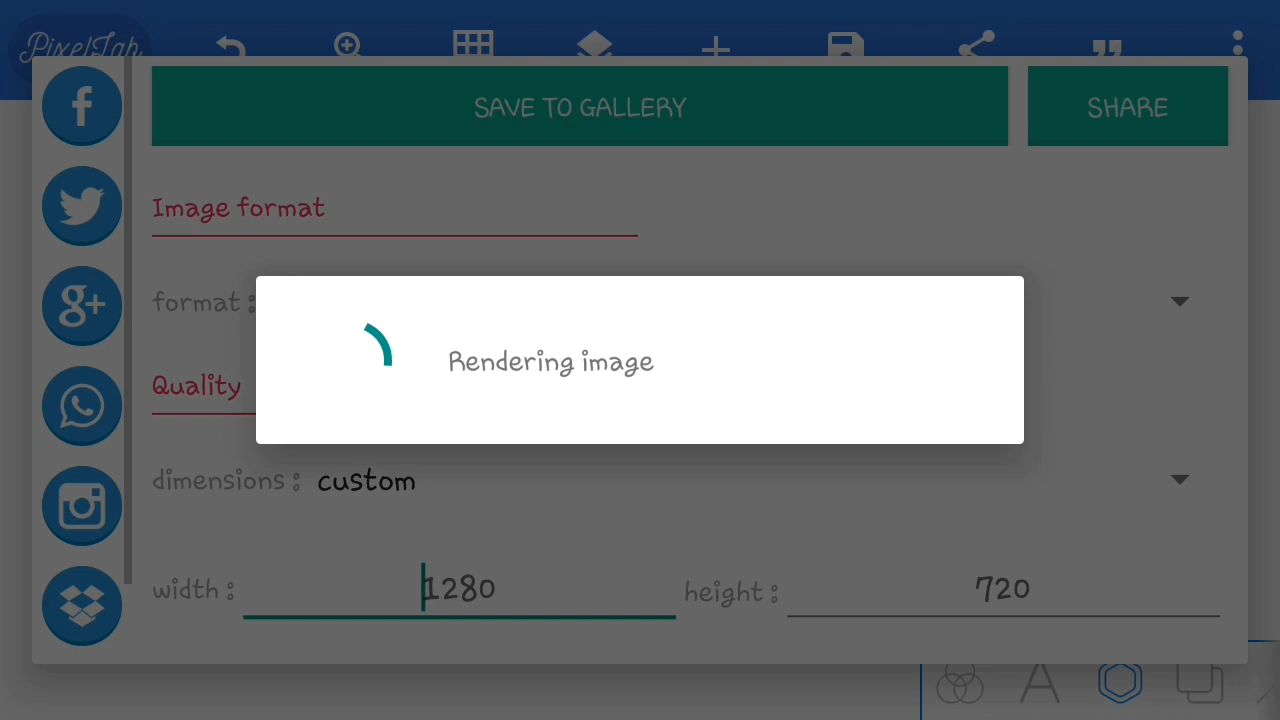 PixelLab
SAVE TO GALLERY
SHARE
Image format
format :
Rendering image
Quality
dimensions : custom
width : 1280 height : 720